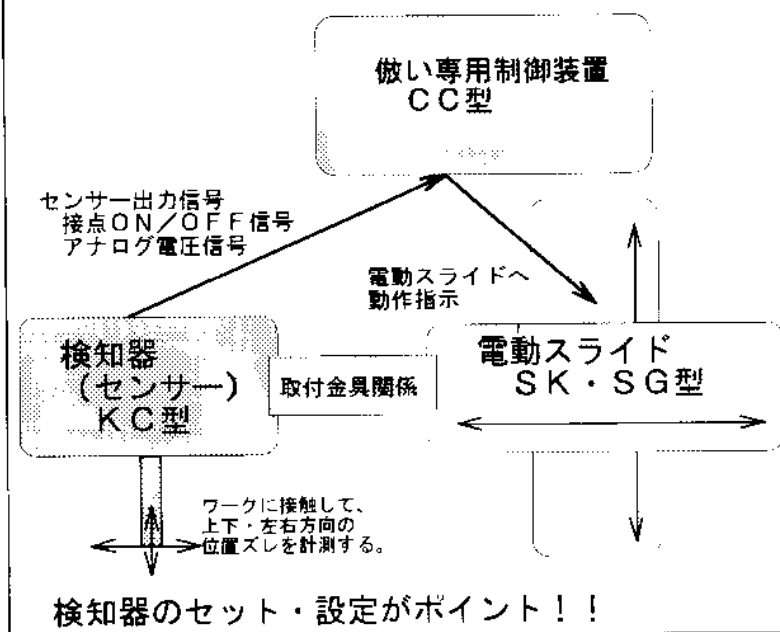 倣い専用制御装置
ＣＣ型
センサー出力信号
接点ＯＮ／ＯＦＦ信号
アナログ電圧信号
電動スライドへ
動作指示
検知器
（センサー）
ＫＣ型
取付金具関係
電動スライド
ＳＫ・ＳＧ型
ワークに接触して、
上下・左右方向の
位置ズレを計測する。
検知器のセット・設定がポイント！！